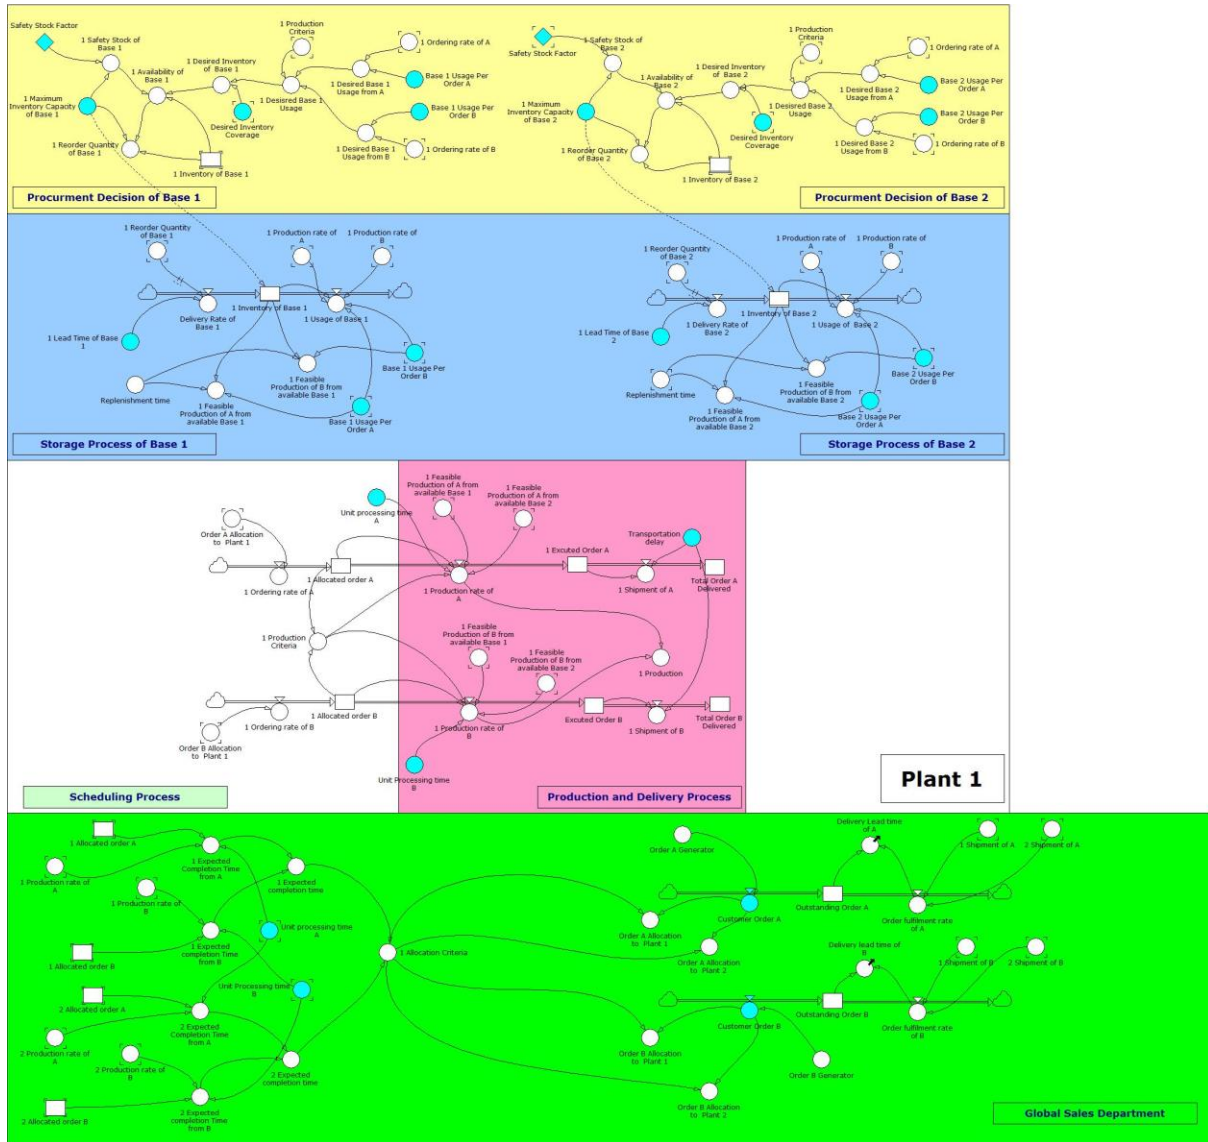 Safety Stock Factor
1 Safety Stock of
Base 1
1 Availability of
Base 1
1 Desired Inventory
of Base 1
1 Production
Criteria
1 Ordering rate of A
Base 1 Usage Per
Order A
1 Desired Base 1
Usage from A
1 Desisred Base 1
Usage
Base 1 Usage Per
Order B
1 Maximum
Inventory Capacity
of Base 1
Desired Inventory
Coverage
1 Reorder Quantity
of Base 1
1 Desired Base 1
Usage from B
1 Ordering rate of B
1 Inventory of Base 1
Procurment Decision of Base 1
Safety Stock Factor
1 Safety Stock of
Base 2
1 Availability of
Base 2
1 Desired Inventory
of Base 2
1 Production
Criteria
1 Ordering rate of A
Base 2 Usage Per
Order A
1 Desired Base 2
Usage from A
1 Desisred Base 2
Usage
Base 2 Usage Per
Order B
1 Maximum
Inventory Capacity
of Base 2
Desired Inventory
Coverage
1 Reorder Quantity
of Base 2
1 Desired Base 2
Usage from B
1 Ordering rate of B
1 Inventory of Base 2
Procurment Decision of Base 2
1 Reorder Quantity
of Base 1
1 Production rate of
A
1 Production rate of
B
1 Inventory of Base 1
Delivery Rate of
Base 1
1 Usage of Base 1
1 Lead Time of Base
1
Base 1 Usage Per
Order B
1 Feasible
Production of B from
available Base 1
Replenishment time
1 Feasible
Production of A from
available Base 1
Base 1 Usage Per
Order A
Storage Process of Base 1
1 Reorder Quantity
of Base 2
1 Production rate of
A
1 Production rate of
B
1 Inventory of Base 2
1 Delivery Rate of
Base 2
1 Usage of Base 2
1 Lead Time of Base
2
Base 2 Usage Per
Order B
1 Feasible
Production of B from
available Base 2
Replenishment time
1 Feasible
Production of A from
available Base 2
Base 2 Usage Per
Order A
Storage Process of Base 2
Order A Allocation
to Plant 1
1 Ordering rate of A
1 Allocated order A
1 Production
Criteria
1 Allocated order B
1 Ordering rate of B
Order B Allocation
to Plant 1
Scheduling Process
Unit processing time
A
1 Feasible
Production of A from
available Base 1
1 Feasible
Production of A from
available Base 2
Transportation
delay
1 Excuted Order A
1 Production rate of
A
1 Shipment of A
Total Order A
Delivered
1 Feasible
Production of B from
available Base 1
1 Feasible
Production of B from
available Base 2
1 Production
1 Production rate of
B
Excuted Order B
1 Shipment of B
Total Order B
Delivered
Unit Processing time
B
Production and Delivery Process
Plant 1
1 Allocated order A
1 Production rate of
A
1 Expected
Completion Time
from A
1 Expected
completion time
1 Production rate of
B
Unit processing time
A
1 Expected
completion Time
from B
1 Allocated order B
Unit Processing time
B
2 Allocated order A
2 Expected
Completion Time
from A
2 Production rate of
A
2 Production rate of
B
2 Expected
completion time
2 Allocated order B
2 Expected
completion Time
from B
1 Allocation Criteria
Order A Generator
Delivery Lead time
of A
1 Shipment of A
2 Shipment of A
Customer Order A
Outstanding Order A
Order fulfilment rate
of A
Order A Allocation
to Plant 1
Order A Allocation
to Plant 2
Delivery lead time of
B
1 Shipment of B
2 Shipment of B
Customer Order B
Outstanding Order B
Order fulfilment rate
of B
Order B Allocation
to Plant 1
Order B Generator
Order B Allocation
to Plant 2
Global Sales Department